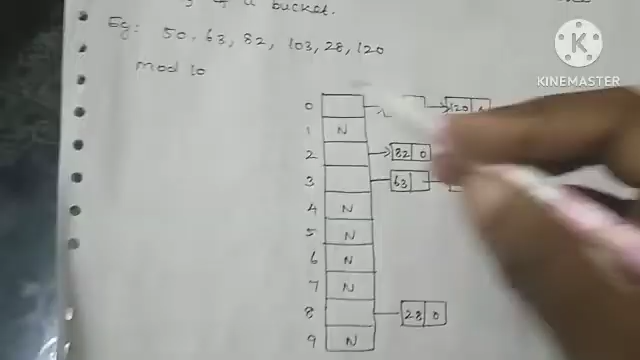 of a bucket.
Eg: 50, 63, 82, 103, 28, 120
mod 10
KINEMASTER
0 120
1 N
2 82 0
3 63
4 N
5 N
6 N
7 N
8 28 0
9 N